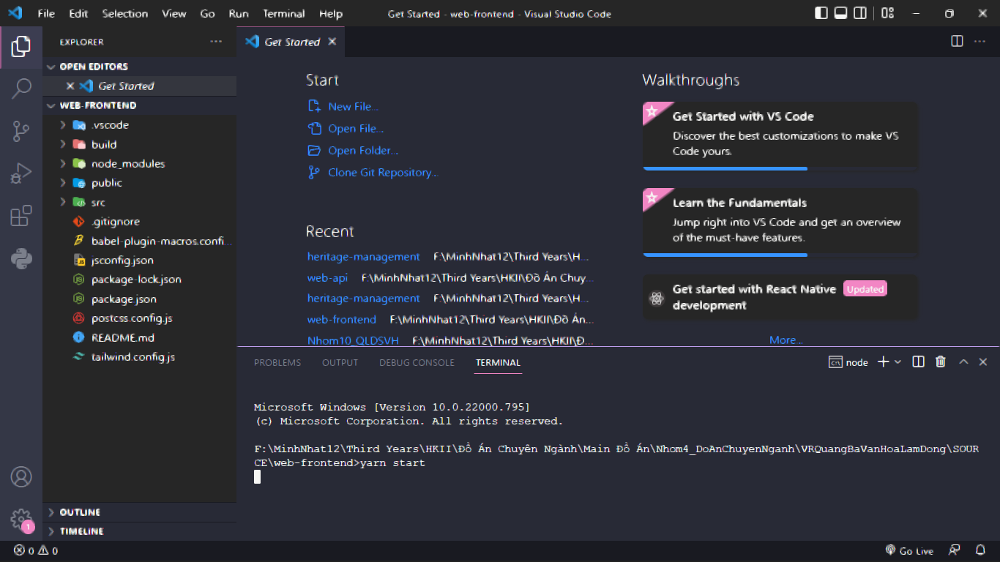 File Edit Selection View Go Run Terminal Help
Get Started - web-frontend - Visual Studio Code
EXPLORER
OPEN EDITORS
Get Started
WEB-FRONTEND
.vscode
build
node_modules
public
src
.gitignore
babel-plugin-macros.confi...
jsconfig.json
package-lock.json
package.json
postcss.config.js
README.md
tailwind.config.js
OUTLINE
TIMELINE
1
Get Started
Start
New File...
Open File...
Open Folder...
Clone Git Repository...
Recent
heritage-management F:\MinhNhat12\Third Years\H...
web-api F:\MinhNhat12\Third Years\HKII\Đồ Án Chuy...
heritage-management F:\MinhNhat12\Third Years\H...
web-frontend F:\MinhNhat12\Third Years\HKII\Đồ Án...
Nhom10_QLDSVH F:\MinhNhat12\Third Years\HKII\Đ...
Walkthroughs
Get Started with VS Code
Discover the best customizations to make VS
Code yours.
Learn the Fundamentals
Jump right into VS Code and get an overview
of the must-have features.
Get started with React Native Updated
development
More...
PROBLEMS OUTPUT DEBUG CONSOLE TERMINAL
node
Microsoft Windows [Version 10.0.22000.795]
(c) Microsoft Corporation. All rights reserved.
F:\MinhNhat12\Third Years\HKII\Đồ Án Chuyên Ngành\Main Đồ Án\Nhom4_DoAnChuyenNganh\VRQuangBaVanHoaLamDong\SOUR
CE\web-frontend>yarn start
0 0
Go Live